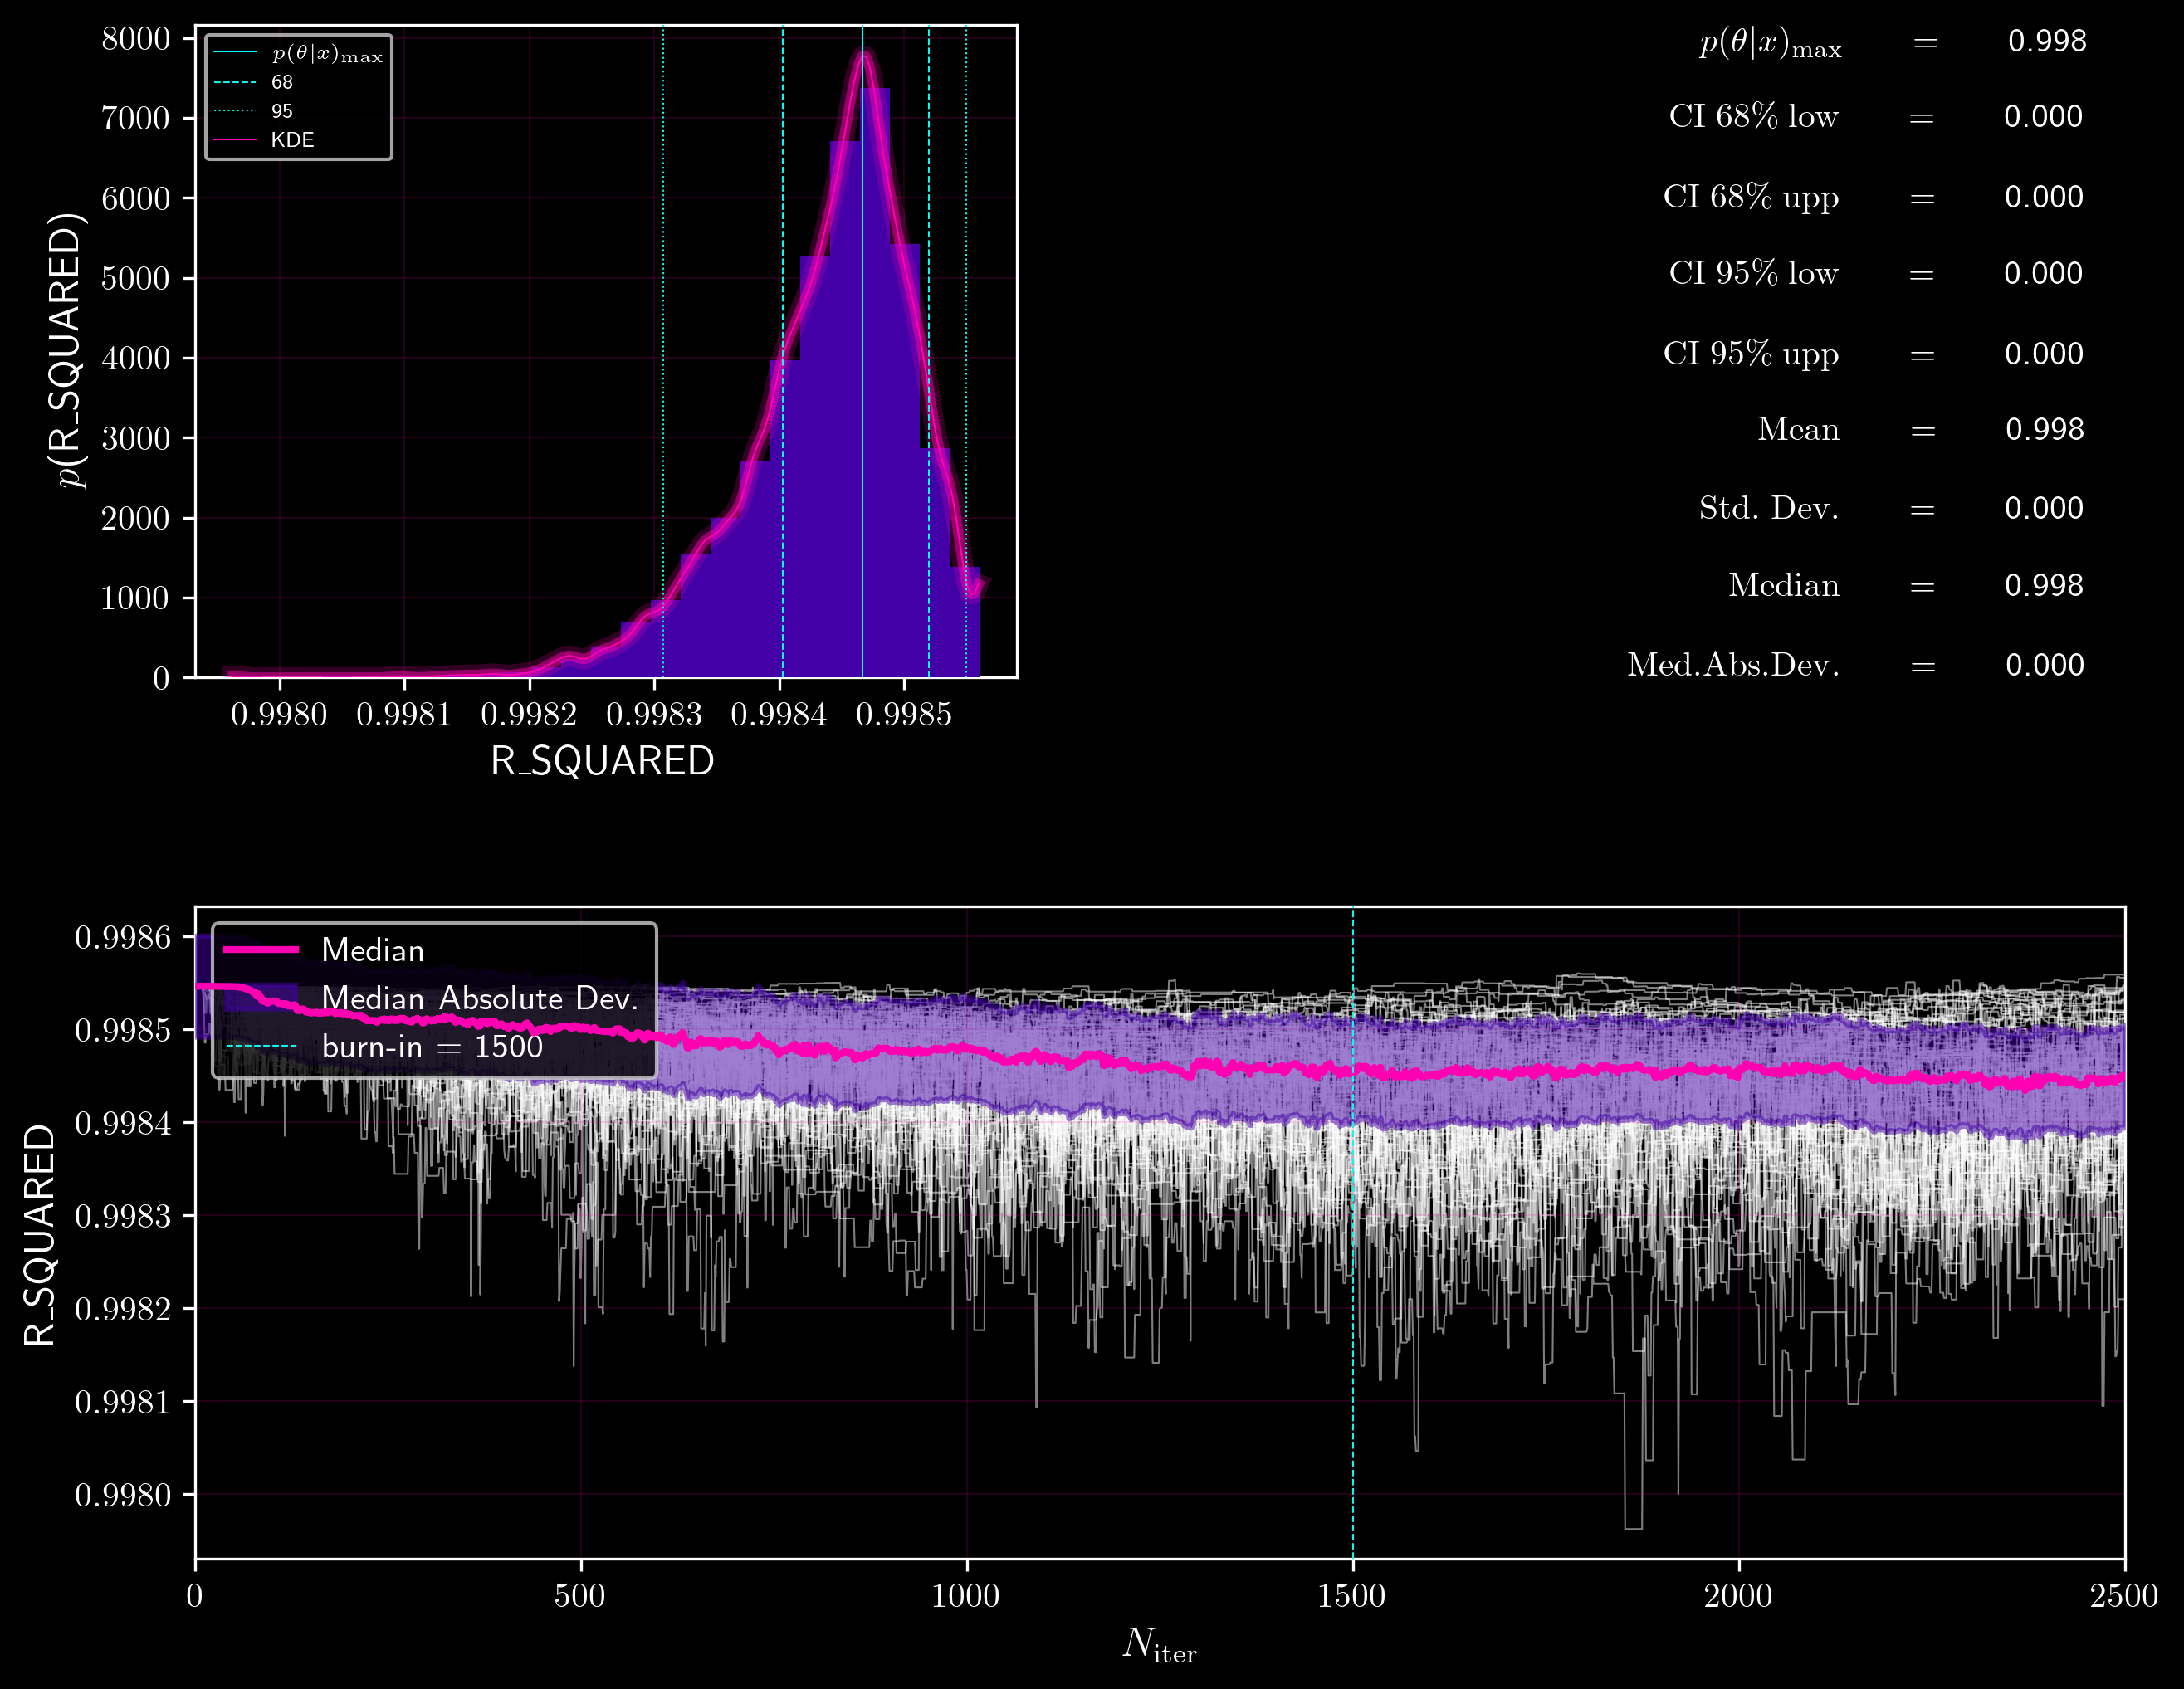 8000
7000
6000
5000
4000
3000
2000
1000
0
p(R_SQUARED)
p(θ|x)max
68
95
KDE
0.9980 0.9981 0.9982 0.9983 0.9984 0.9985
R_SQUARED
p(θ|x)max = 0.998
CI 68% low = 0.000
CI 68% upp = 0.000
CI 95% low = 0.000
CI 95% upp = 0.000
Mean = 0.998
Std. Dev. = 0.000
Median = 0.998
Med.Abs.Dev. = 0.000
0.9986
0.9985
0.9984
0.9983
0.9982
0.9981
0.9980
R_SQUARED
Median
Median Absolute Dev.
burn-in = 1500
0 500 1000 1500 2000 2500
Niter